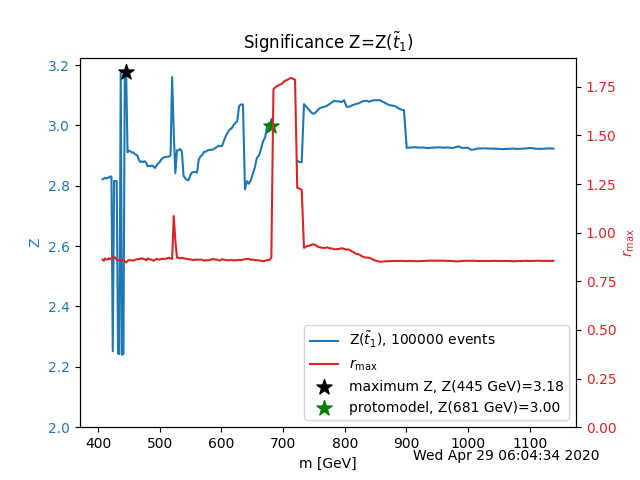 Significance Z=Z(t̃₁)
3.2
3.0
2.8
2.6
2.4
2.2
2.0
Z
1.75
1.50
1.25
1.00
0.75
0.50
0.25
0.00
r_max
Z(t̃₁), 100000 events
r_max
maximum Z, Z(445 GeV)=3.18
protomodel, Z(681 GeV)=3.00
400 500 600 700 800 900 1000 1100
m [GeV]
Wed Apr 29 06:04:34 2020